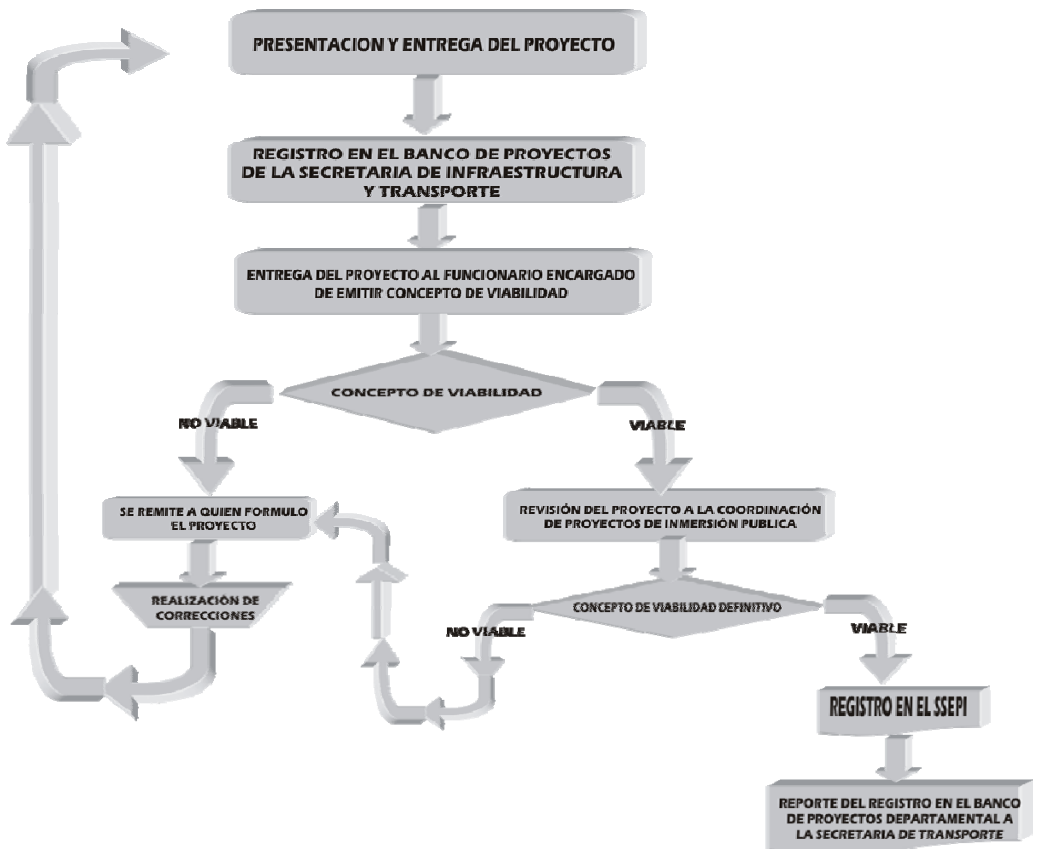 PRESENTACION Y ENTREGA DEL PROYECTO
REGISTRO EN EL BANCO DE PROYECTOS
DE LA SECRETARIA DE INFRAESTRUCTURA
Y TRANSPORTE
ENTREGA DEL PROYECTO AL FUNCIONARIO ENCARGADO
DE EMITIR CONCEPTO DE VIABILIDAD
CONCEPTO DE VIABILIDAD
NO VIABLE
VIABLE
SE REMITE A QUIEN FORMULO
EL PROYECTO
REVISIÓN DEL PROYECTO A LA COORDINACIÓN
DE PROYECTOS DE INMERSIÓN PUBLICA
REALIZACIÓN DE
CORRECCIONES
CONCEPTO DE VIABILIDAD DEFINITIVO
NO VIABLE
VIABLE
REGISTRO EN EL SSEPI
REPORTE DEL REGISTRO EN EL BANCO
DE PROYECTOS DEPARTAMENTAL A
LA SECRETARIA DE TRANSPORTE